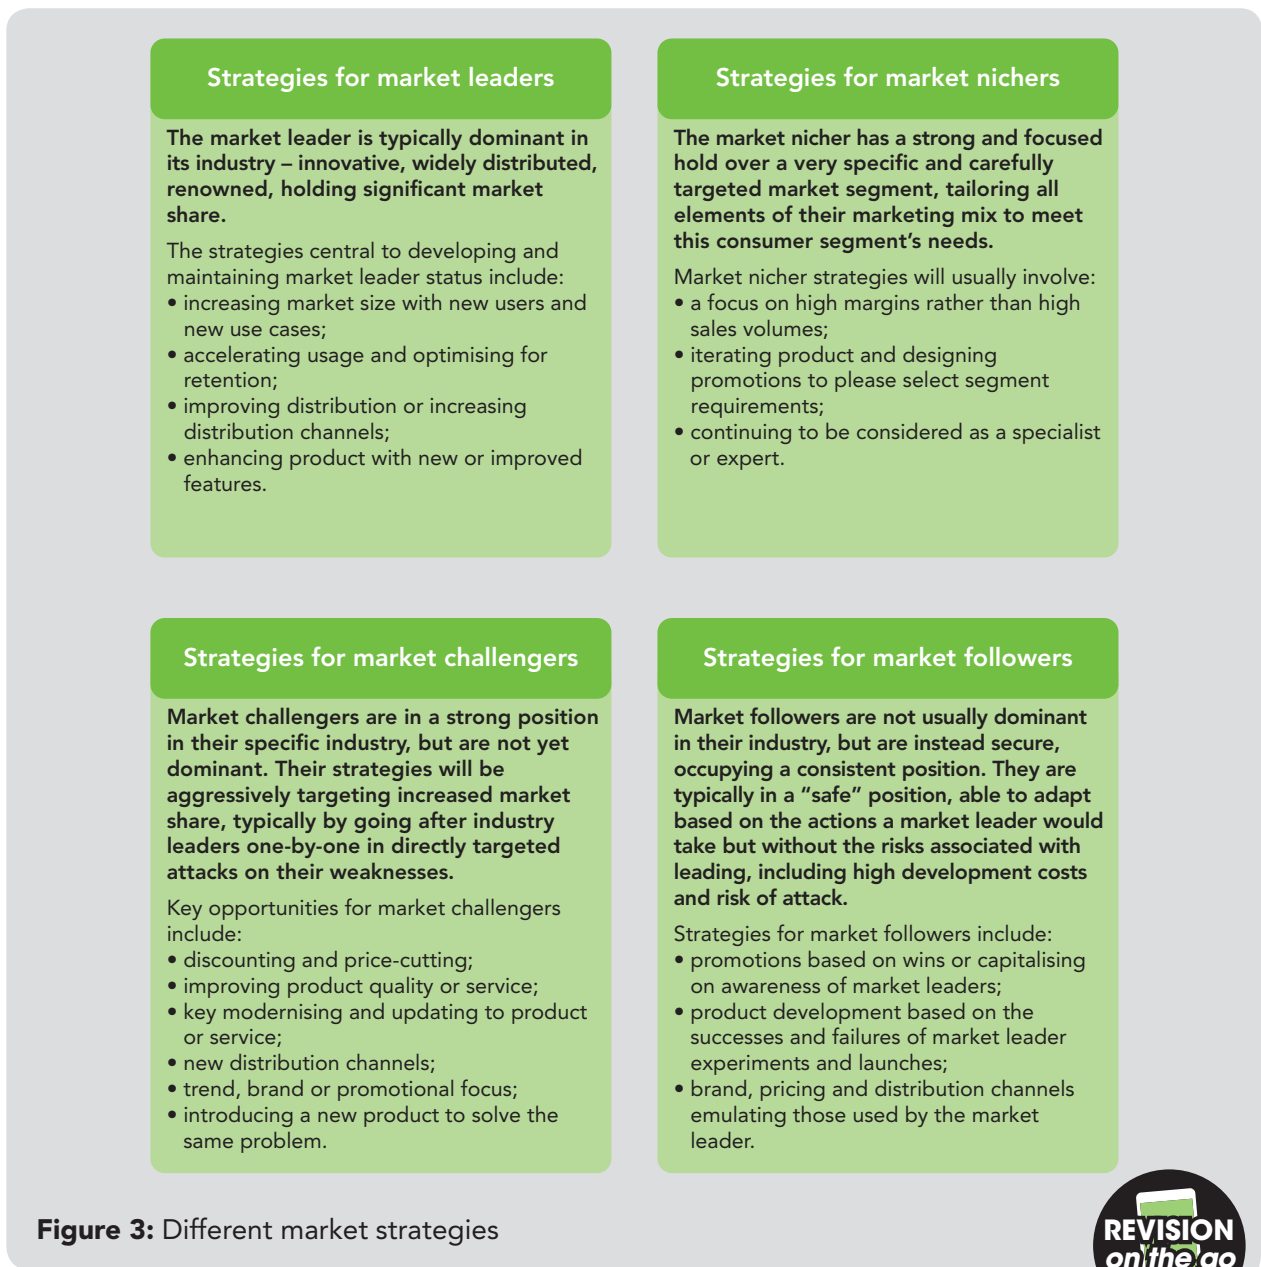 Strategies for market leaders
The market leader is typically dominant in
its industry – innovative, widely distributed,
renowned, holding significant market
share.
The strategies central to developing and
maintaining market leader status include:
• increasing market size with new users and
new use cases;
• accelerating usage and optimising for
retention;
• improving distribution or increasing
distribution channels;
• enhancing product with new or improved
features.
Strategies for market nichers
The market nicher has a strong and focused
hold over a very specific and carefully
targeted market segment, tailoring all
elements of their marketing mix to meet
this consumer segment’s needs.
Market nicher strategies will usually involve:
• a focus on high margins rather than high
sales volumes;
• iterating product and designing
promotions to please select segment
requirements;
• continuing to be considered as a specialist
or expert.
Strategies for market challengers
Market challengers are in a strong position
in their specific industry, but are not yet
dominant. Their strategies will be
aggressively targeting increased market
share, typically by going after industry
leaders one-by-one in directly targeted
attacks on their weaknesses.
Key opportunities for market challengers
include:
• discounting and price-cutting;
• improving product quality or service;
• key modernising and updating to product
or service;
• new distribution channels;
• trend, brand or promotional focus;
• introducing a new product to solve the
same problem.
Strategies for market followers
Market followers are not usually dominant
in their industry, but are instead secure,
occupying a consistent position. They are
typically in a “safe” position, able to adapt
based on the actions a market leader would
take but without the risks associated with
leading, including high development costs
and risk of attack.
Strategies for market followers include:
• promotions based on wins or capitalising
on awareness of market leaders;
• product development based on the
successes and failures of market leader
experiments and launches;
• brand, pricing and distribution channels
emulating those used by the market
leader.
Figure 3: Different market strategies
REVISION
on the go